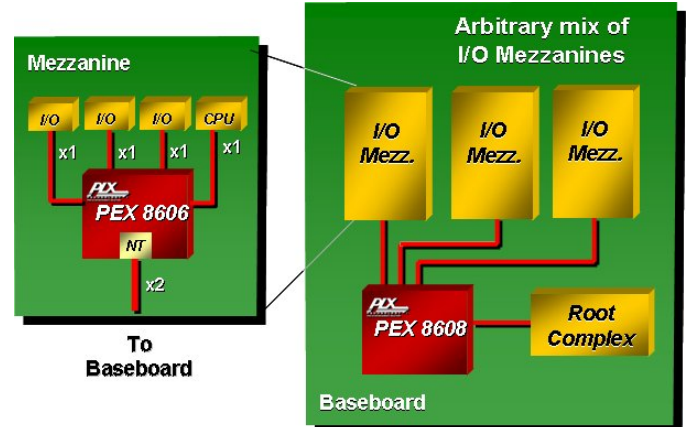 Mezzanine
I/O
I/O
I/O
CPU
x1
x1
x1
x1
PLX
PEX 8606
NT
x2
To
Baseboard
Arbitrary mix of
I/O Mezzanines
I/O
Mezz.
I/O
Mezz.
I/O
Mezz.
PLX
PEX 8608
Root
Complex
Baseboard